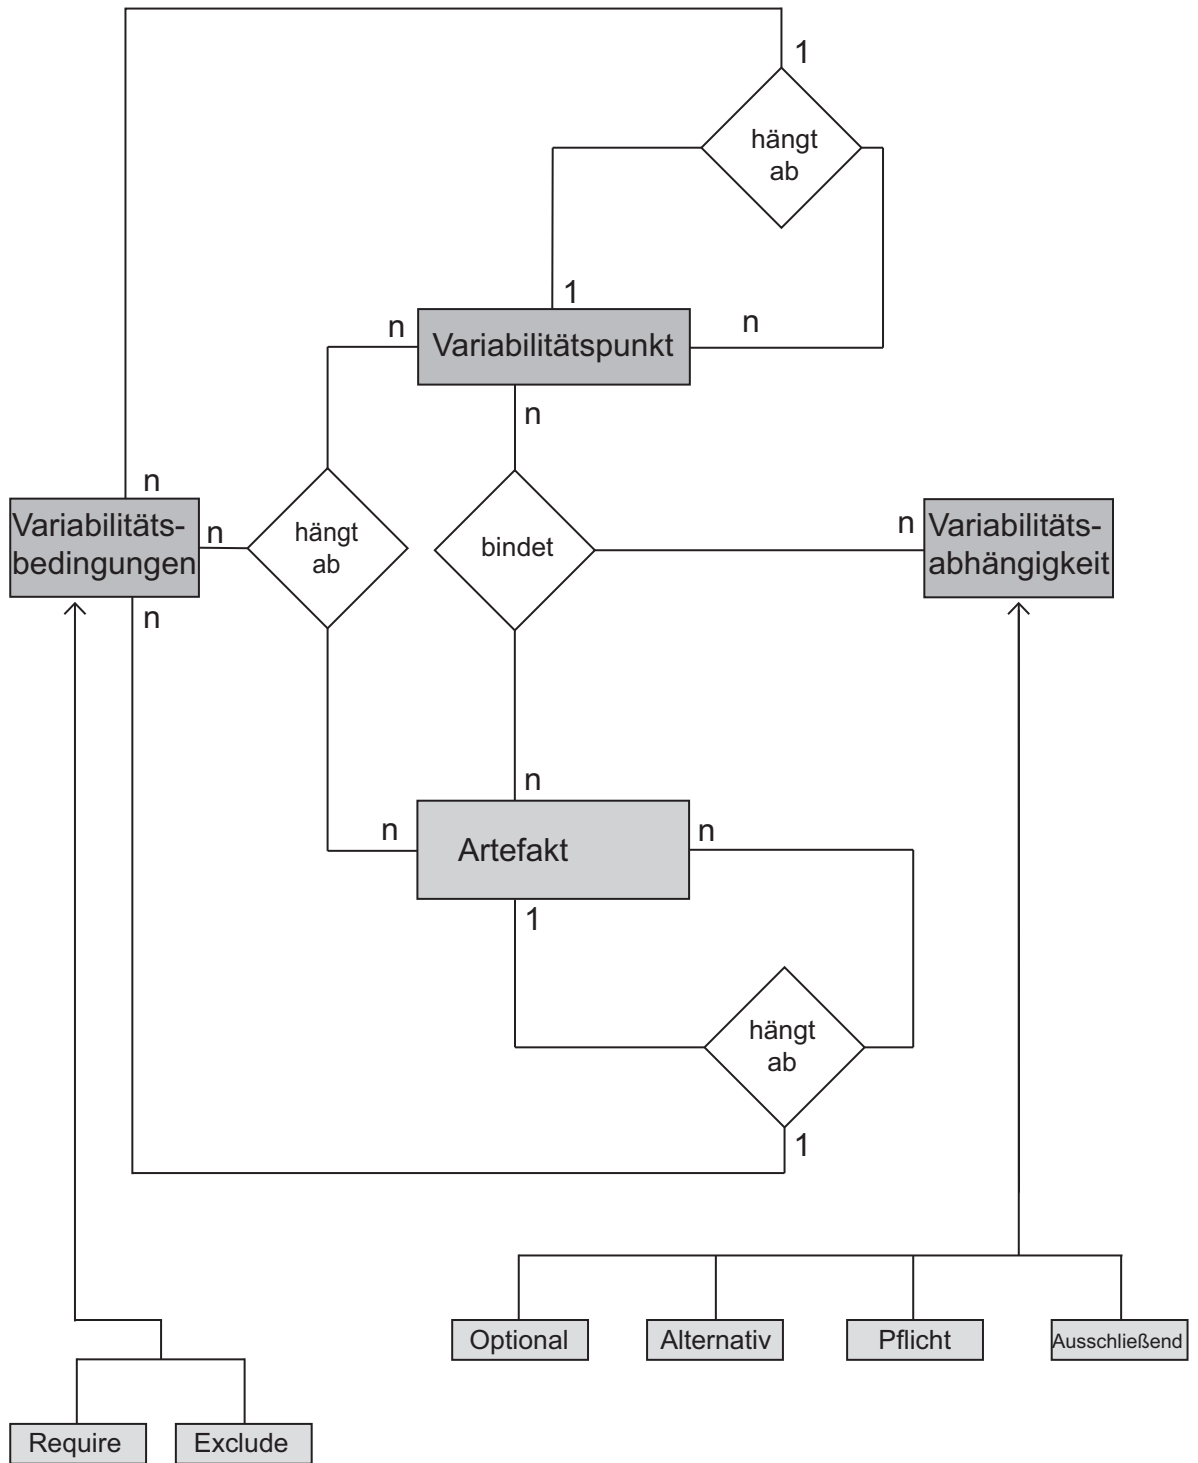 1
hängt
ab
1
n
n
Variabilitätspunkt
n
n
Variabilitäts-
bedingungen
n
hängt
ab
bindet
n
Variabilitäts-
abhängigkeit
n
n
n
n
Artefakt
1
hängt
ab
1
Optional
Alternativ
Pflicht
Ausschließend
Require
Exclude